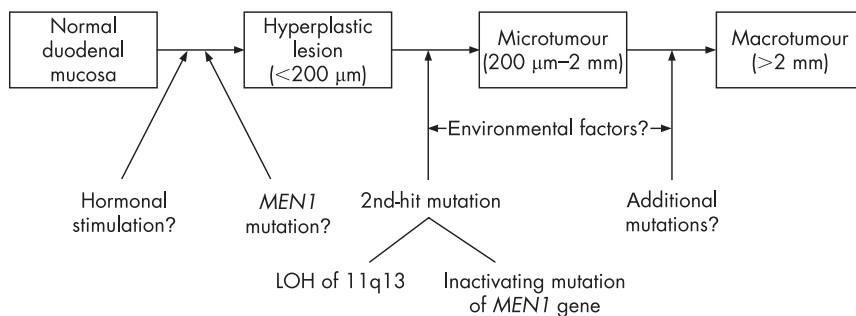 Normal
duodenal
mucosa
Hyperplastic
lesion
(<200 μm)
Microtumour
(200 μm–2 mm)
Macrotumour
(>2 mm)
Environmental factors?
Hormonal
stimulation?
MEN1
mutation?
2nd-hit mutation
Additional
mutations?
LOH of 11q13
Inactivating mutation
of MEN1 gene